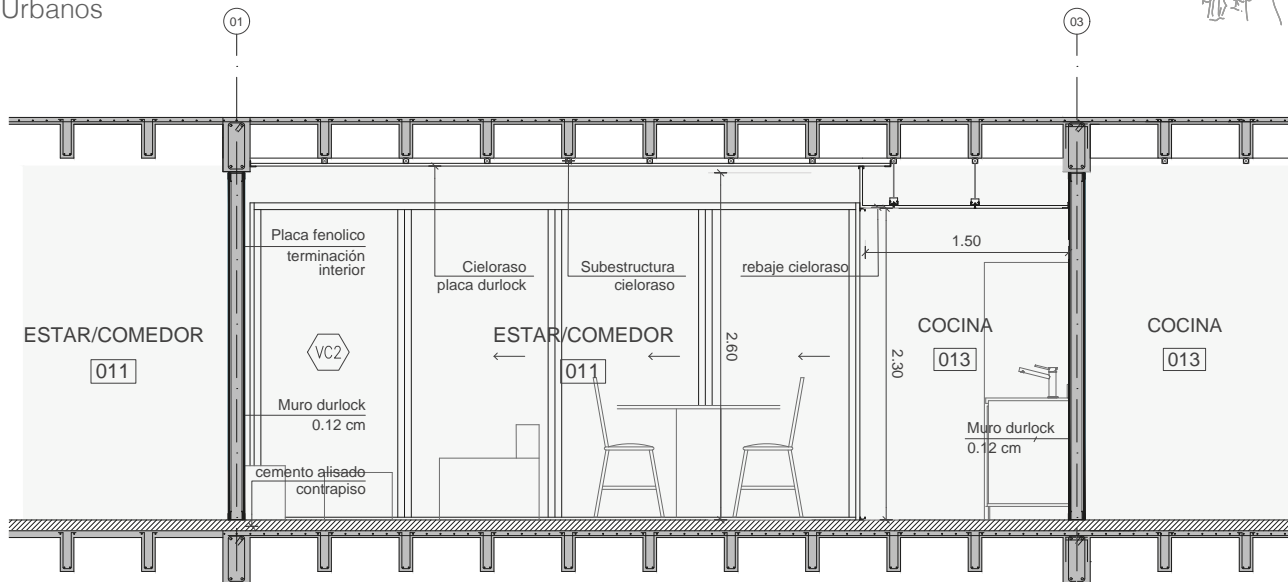 Urbanos
01
03
Placa fenolico
terminación
interior
Cieloraso
placa durlock
Subestructura
cieloraso
rebaje cieloraso
1.50
ESTAR/COMEDOR
011
VC2
ESTAR/COMEDOR
011
2.60
2.30
COCINA
013
COCINA
013
Muro durlock
0.12 cm
Muro durlock
0.12 cm
cemento alisado
contrapiso